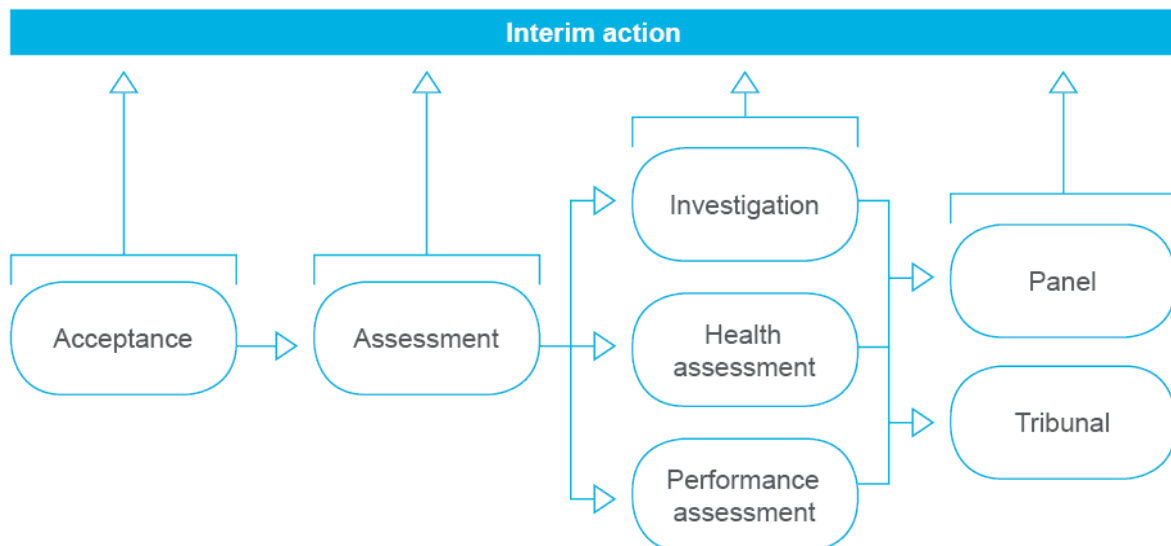 Interim action
Acceptance
Assessment
Investigation
Health
assessment
Performance
assessment
Panel
Tribunal